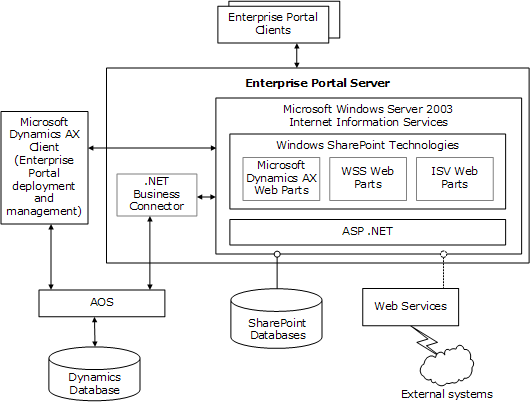 Enterprise Portal
Clients
Enterprise Portal Server
Microsoft Windows Server 2003
Internet Information Services
Microsoft
Dynamics AX
Client
(Enterprise
Portal
deployment
and
management)
Windows SharePoint Technologies
Microsoft
Dynamics AX
Web Parts
WSS Web
Parts
ISV Web
Parts
.NET
Business
Connector
ASP .NET
AOS
SharePoint
Databases
Web Services
Dynamics
Database
External systems